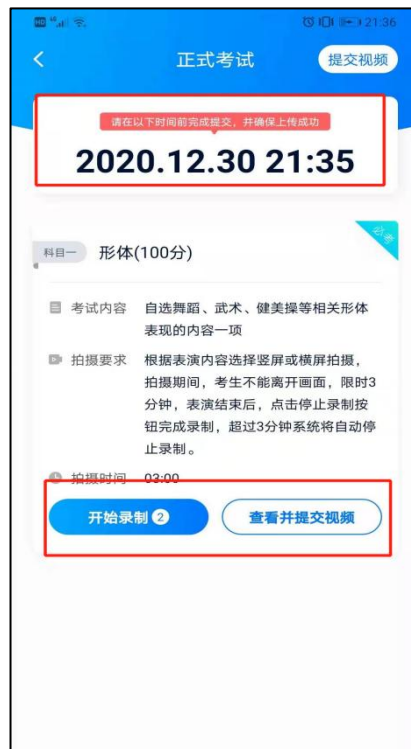 21:36
正式考试
提交视频
请在以下时间前完成提交，并确保上传成功
2020.12.30 21:35
必考
科目一
形体(100分)
考试内容 自选舞蹈、武术、健美操等相关形体
表现的内容一项
拍摄要求 根据表演内容选择竖屏或横屏拍摄，
拍摄期间，考生不能离开画面，限时3
分钟，表演结束后，点击停止录制按
钮完成录制，超过3分钟系统将自动停
止录制。
拍摄时间 03:00
开始录制 2
查看并提交视频